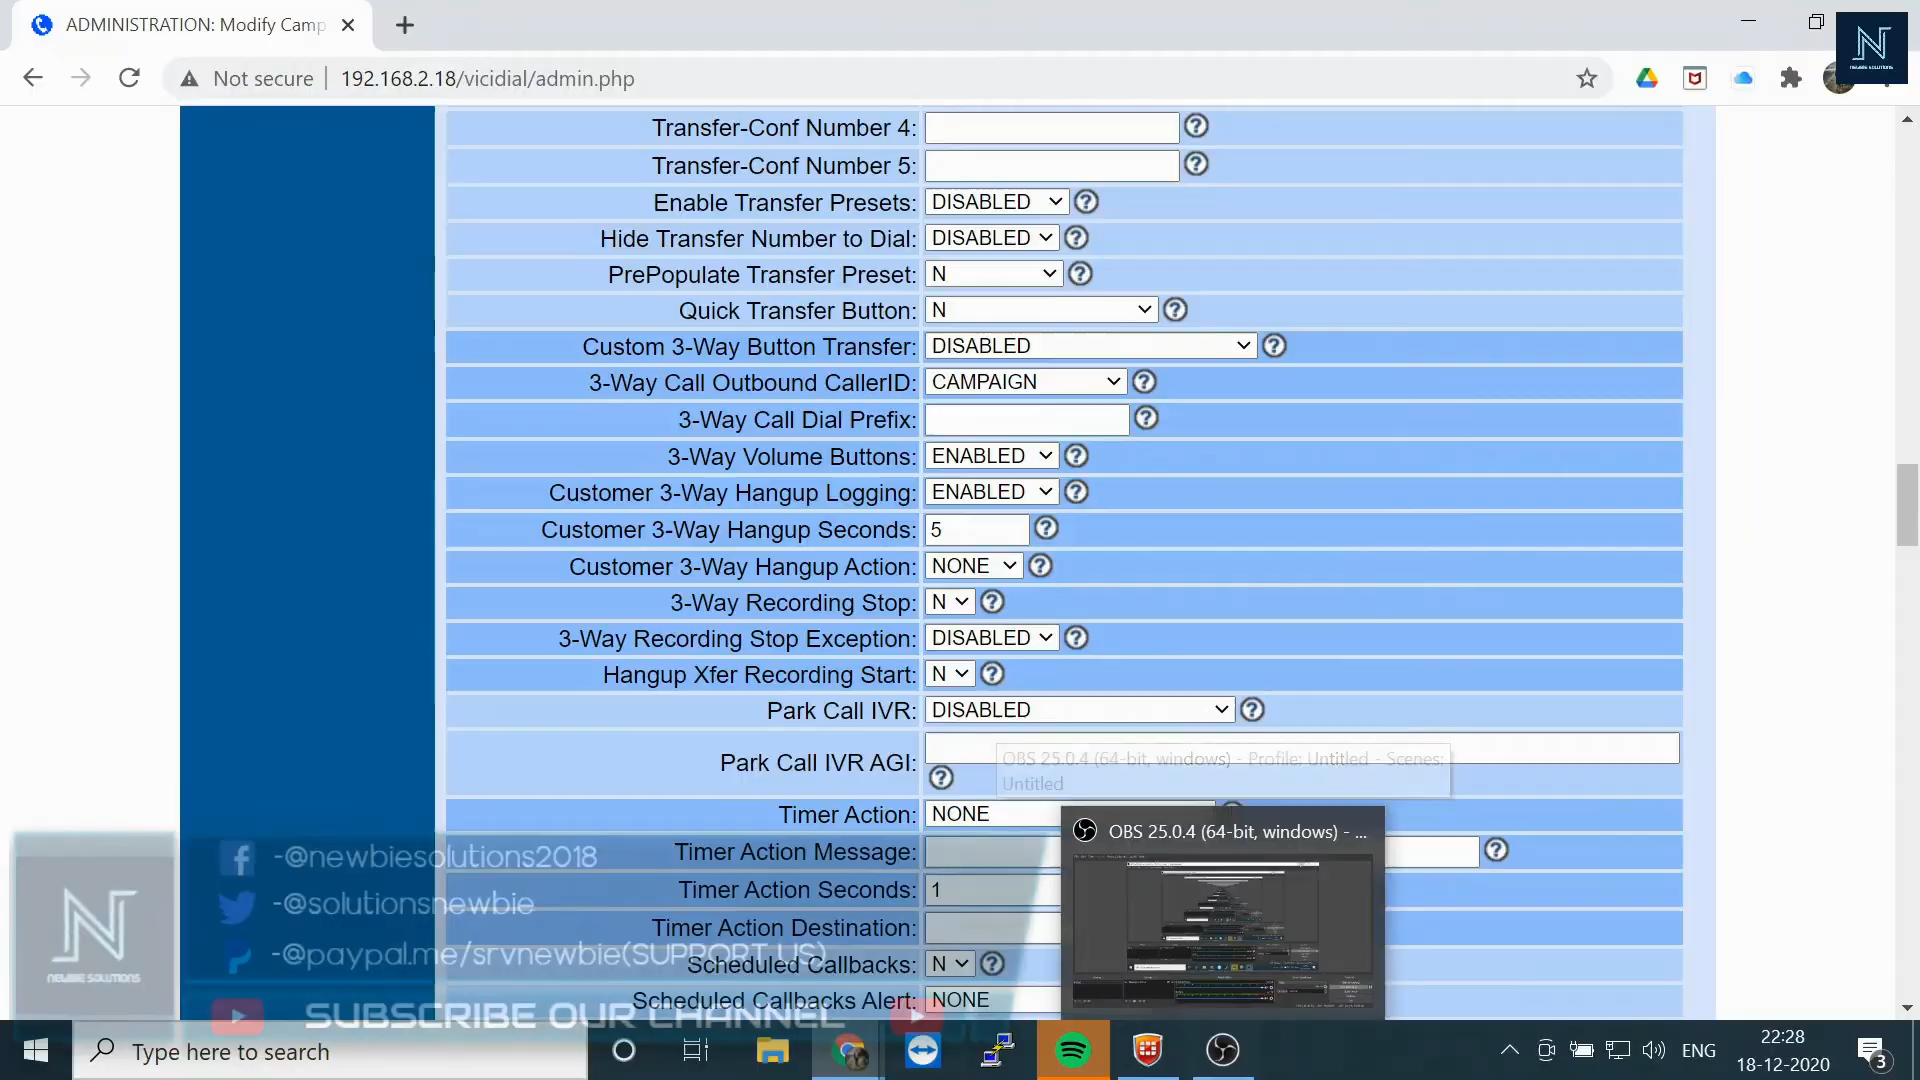 ADMINISTRATION: Modify Camp
Not secure
192.168.2.18/vicidial/admin.php
NEWBIE SOLUTIONS
Transfer-Conf Number 4:
Transfer-Conf Number 5:
Enable Transfer Presets: DISABLED
Hide Transfer Number to Dial: DISABLED
PrePopulate Transfer Preset: N
Quick Transfer Button: N
Custom 3-Way Button Transfer: DISABLED
3-Way Call Outbound CallerID: CAMPAIGN
3-Way Call Dial Prefix:
3-Way Volume Buttons: ENABLED
Customer 3-Way Hangup Logging: ENABLED
Customer 3-Way Hangup Seconds: 5
Customer 3-Way Hangup Action: NONE
3-Way Recording Stop: N
3-Way Recording Stop Exception: DISABLED
Hangup Xfer Recording Start: N
Park Call IVR: DISABLED
Park Call IVR AGI:
OBS 25.0.4 (64-bit, windows) - Profile: Untitled - Scenes:
Untitled
Timer Action: NONE
OBS 25.0.4 (64-bit, windows) - ...
Timer Action Message:
Timer Action Seconds: 1
Timer Action Destination:
Scheduled Callbacks: N
Scheduled Callbacks Alert: NONE
-@newbiesolutions2018
-@solutionsnewbie
-@paypal.me/srvnewbie(SUPPORT US)
NEWBIE SOLUTIONS
SUBSCRIBE OUR CHANNEL
Type here to search
ENG
22:28
18-12-2020
3